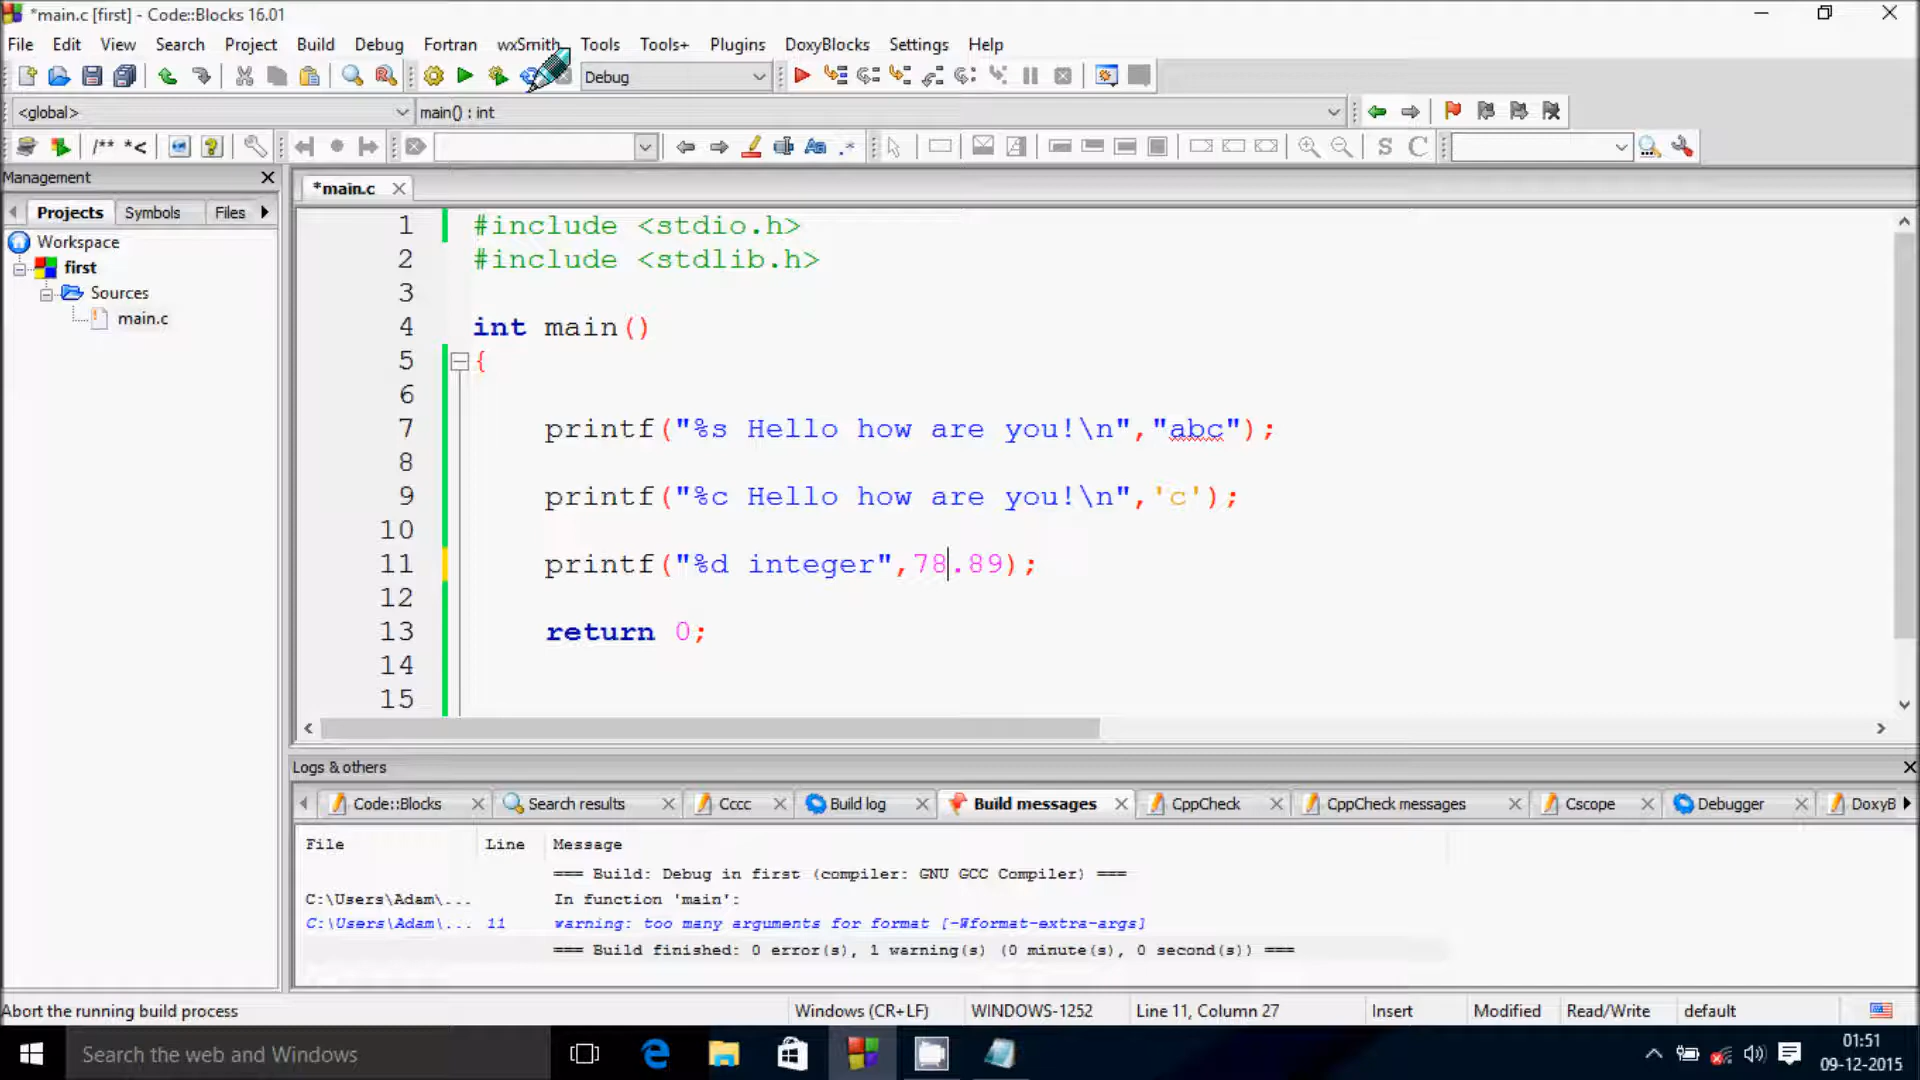 *main.c [first] - Code::Blocks 16.01
File Edit View Search Project Build Debug Fortran wxSmith Tools Tools+ Plugins DoxyBlocks Settings Help
Debug
<global> main() : int
/** *<
S C
Management
*main.c
Projects Symbols Files
Workspace
first
Sources
main.c
1 #include <stdio.h>
2 #include <stdlib.h>
3
4 int main()
5 {
6
7 printf("%s Hello how are you!\n","abc");
8
9 printf("%c Hello how are you!\n",'c');
10
11 printf("%d integer",78.89);
12
13 return 0;
14
15
Logs & others
Code::Blocks Search results Cccc Build log Build messages CppCheck CppCheck messages Cscope Debugger DoxyB
File Line Message
=== Build: Debug in first (compiler: GNU GCC Compiler) ===
C:\Users\Adam\... In function 'main':
C:\Users\Adam\... 11 warning: too many arguments for format [-Wformat-extra-args]
=== Build finished: 0 error(s), 1 warning(s) (0 minute(s), 0 second(s)) ===
Abort the running build process Windows (CR+LF) WINDOWS-1252 Line 11, Column 27 Insert Modified Read/Write default
Search the web and Windows
01:51
09-12-2015